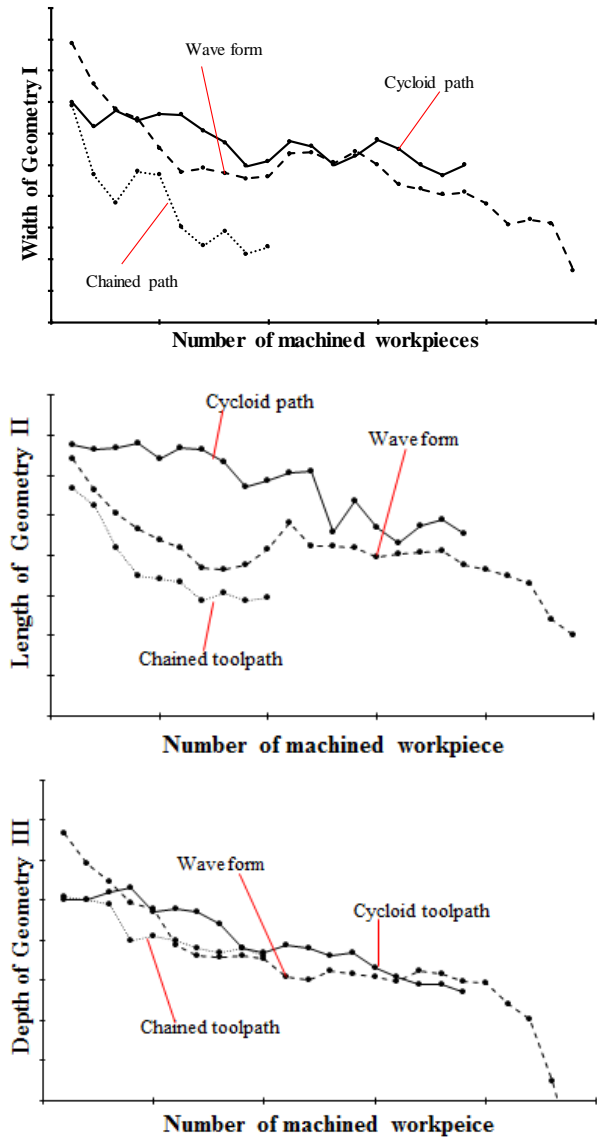 Wave form
Cycloid path
Width of Geometry I
Chained path
Number of machined workpieces
Cycloid path
Wave form
Length of Geometry II
Chained toolpath
Number of machined workpiece
Wave form
Cycloid toolpath
Depth of Geometry III
Chained toolpath
Number of machined workpeice